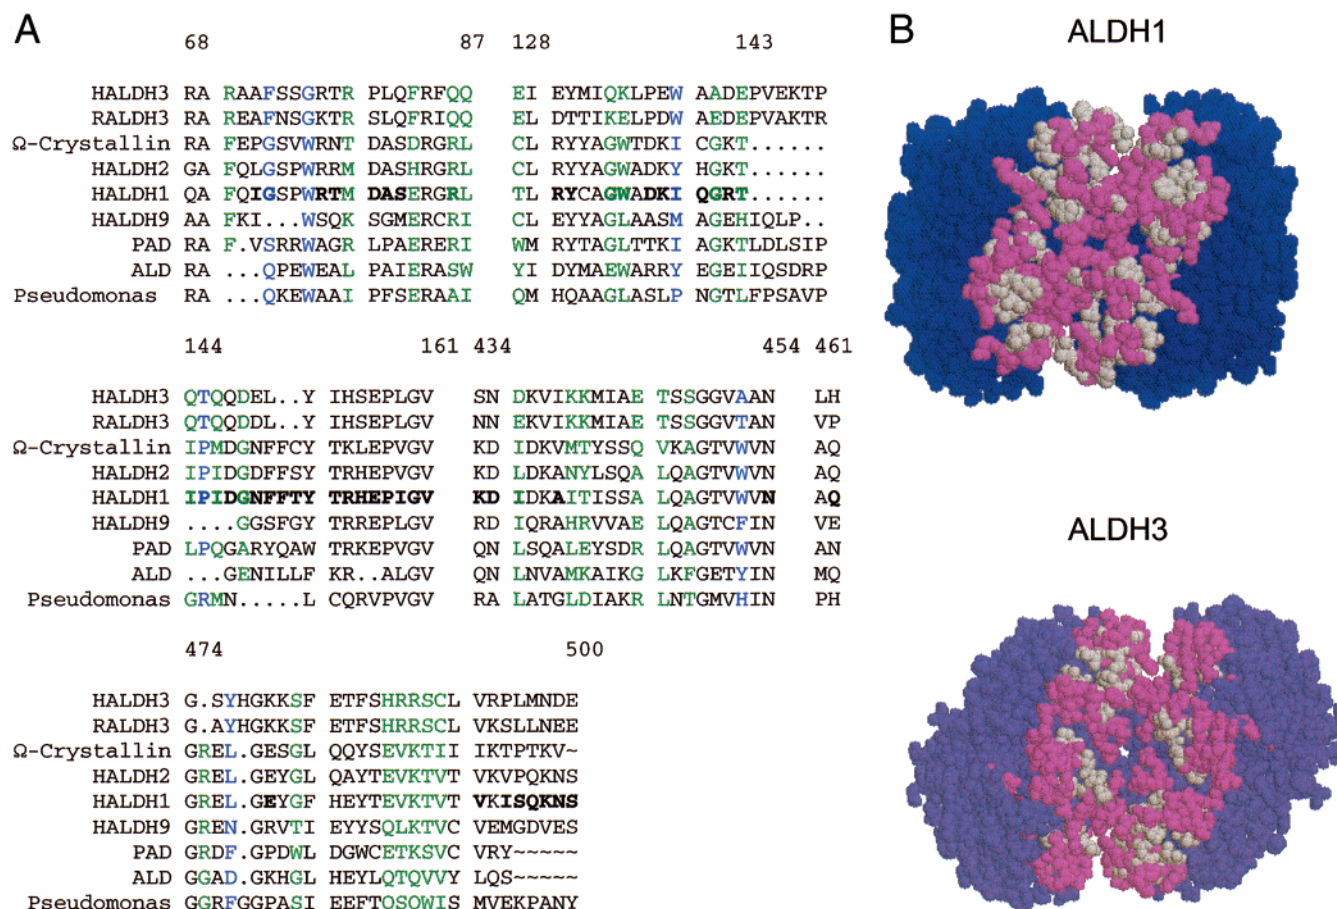 A
B
ALDH1
68 87 128 143
HALDH3 RA RAAFSSGRTR PLQFRFQQ EI EYMIQKLPEW AADEPVEKTP
RALDH3 RA REAFNSGKTR SLQFRIQQ EL DTTIKELPDW AEDEPVAKTR
Ω-Crystallin RA FEPGSVWRNT DASDRGRL CL RYYAGWTDKI CGKT......
HALDH2 GA FQLGSPWRRM DASHRGRL CL RYYAGWADKY HGKT......
HALDH1 QA FQIGSPWRTM DASERGRL TL RYCAGWADKI QGRT......
HALDH9 AA FKI...WSQK SGMERCRI CL EYYAGLAASM AGEHIQLP..
PAD RA F.VSRRWAGR LPAERERI WM RYTAGLTTKI AGKTLDLSIP
ALD RA ...QPEWEAL PAIERASW YI DYMAEWARRY EGEIIQSDRP
Pseudomonas RA ...QKEWAAI PFSERAAI QM HQAAGLASLP NGTLFPSAVP
144 161 434 454 461
HALDH3 QTQQDEL..Y IHSEPLGV SN DKVIKKMIAE TSSGGVAAN LH
RALDH3 QTQQDEL..Y IHSEPLGV NN EKVIKKMIAE TSSGGVTAN VP
Ω-Crystallin IPMDGNFFCY TKLEPVGV KD IDKVMTYSSQ VKAGTVWVN AQ
HALDH2 IPIDGDFFSY TRHEPVGV KD LDKANYLSQA LQAGTVWVN AQ
HALDH1 IPIDGNFFTY TRHEPIGV KD IDKAITISSA LQAGTVWVN AQ
HALDH9 ....GGSFGY TRREPLGV RD IQRAHRVVAE LQAGTCFIN VE
PAD LPQGARYQAW TRKEPVGV QN LSQALEYSDR LQAGTVWVN AN
ALD ...GENILLF KR..ALGV QN LNVAMKAIKG LKFGETYIN MQ
Pseudomonas GRMN.....L CQRVPVGV RA LATGLDIAKR LNTGMVHIN PH
ALDH3
474 500
HALDH3 G.SYHGKKSF ETFSHRRSCL VRPLMNDE
RALDH3 G.AYHGKKSF ETFSHRRSCL VKSLLNEE
Ω-Crystallin GREL.GESGL QQYSEVKTII IKTPTKV~
HALDH2 GREL.GEYGL QAYTEVKTVT VKVPQKNS
HALDH1 GREL.GEYGF HEYTEVKTVT VKISQKNS
HALDH9 GREN.GRVTI EYYSQLKTVC VEMGDVES
PAD GRDF.GPDWL DGWCETKSVC VRY~~~~~
ALD GGAD.GKHGL HEYLQTQVVY LQS~~~~~
Pseudomonas GGRFGGPASI EEFTQSQWIS MVEKPANY